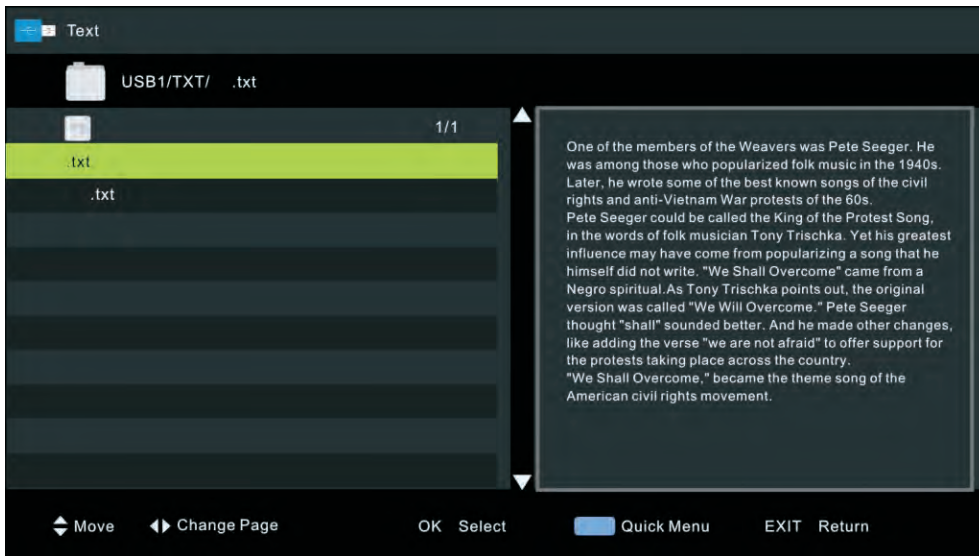 Text
USB1/TXT/ .txt
1/1
.txt
.txt
One of the members of the Weavers was Pete Seeger. He
was among those who popularized folk music in the 1940s.
Later, he wrote some of the best known songs of the civil
rights and anti-Vietnam War protests of the 60s.
Pete Seeger could be called the King of the Protest Song,
in the words of folk musician Tony Trischka. Yet his greatest
influence may have come from popularizing a song that he
himself did not write. "We Shall Overcome" came from a
Negro spiritual.As Tony Trischka points out, the original
version was called "We Will Overcome." Pete Seeger
thought "shall" sounded better. And he made other changes,
like adding the verse "we are not afraid" to offer support for
the protests taking place across the country.
"We Shall Overcome," became the theme song of the
American civil rights movement.
Move Change Page OK Select Quick Menu EXIT Return